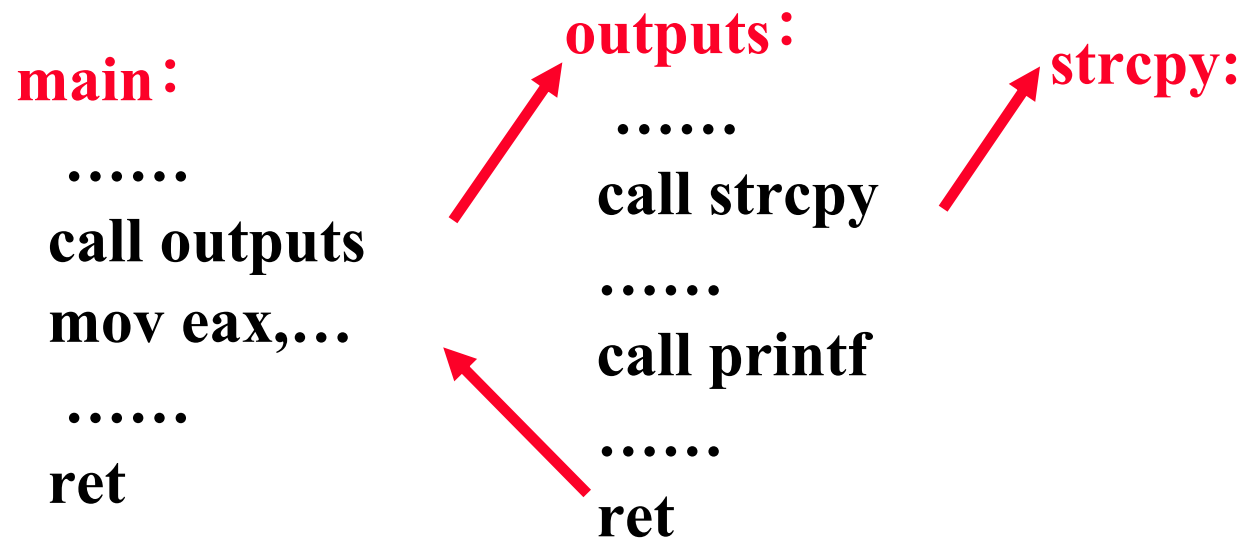 main：
……
call outputs
mov eax,…
……
ret
outputs：
……
call strcpy
……
call printf
……
ret
strcpy: